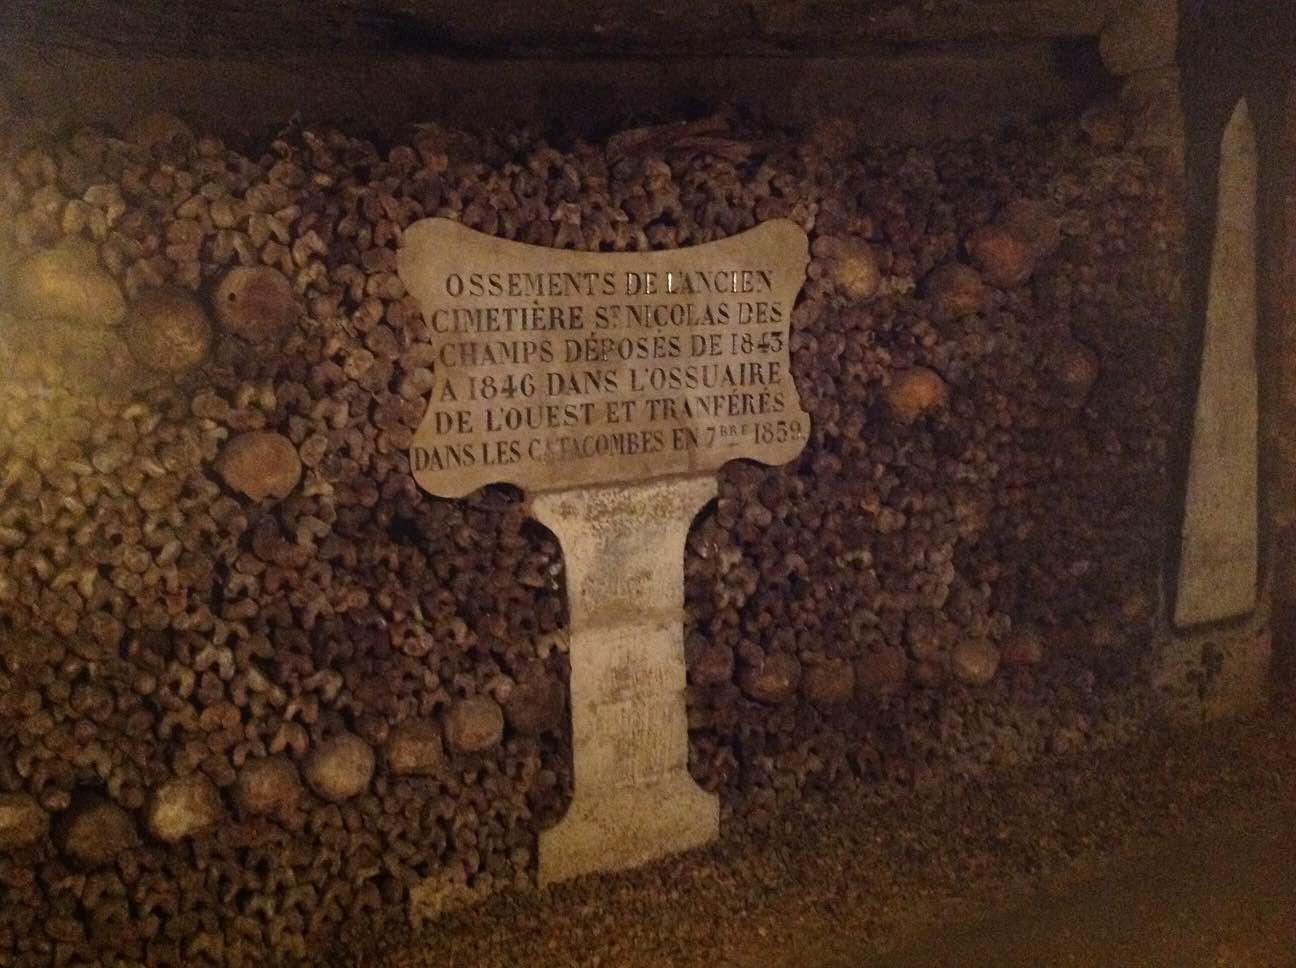 OSSEMENTS DE L'ANCIEN
CIMETIÈRE ST. NICOLAS DES
CHAMPS DÉPOSÉS DE 1843
A 1846 DANS L'OSSUAIRE
DE L'OUEST ET TRANFÉRÉS
DANS LES CATACOMBES EN 7BRE 1859.